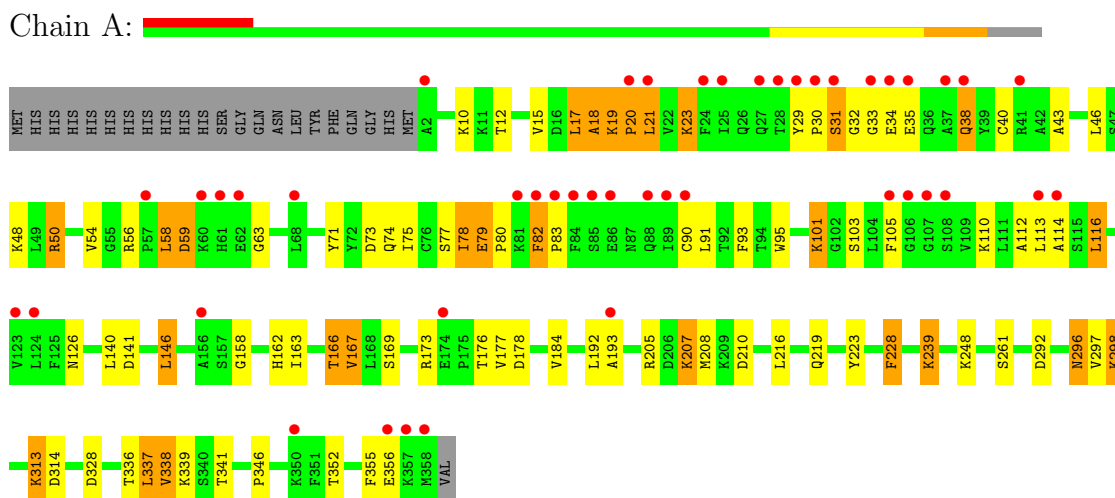 Chain A:
MET HIS HIS HIS HIS HIS HIS HIS HIS HIS SER GLY GLN ASN LEU TYR PHE GLN GLY HIS MET A2 K10 K11 T12 V15 D16 L17 A18 K19 P20 L21 V22 K23 F24 I25 Q26 Q27 T28 Y29 P30 S31 G32 G33 E34 E35 Q36 A37 Q38 Y39 C40 R41 A42 A43 L46 S47
K48 L49 R50 V54 G55 R56 P57 L58 D59 K60 H61 E62 G63 L68 Y71 Y72 D73 Q74 I75 C76 S77 I78 E79 P80 K81 F82 P83 F84 S85 E86 N87 Q88 I89 C90 L91 T92 F93 T94 W95 K101 G102 S103 L104 F105 G106 G107 S108 V109 K110 L111 A112 L113 A114 S115 L116
V123 L124 F125 N126 L140 D141 L146 A156 S157 G158 H162 I163 T166 V167 L168 S169 R173 E174 P175 T176 V177 D178 V184 L192 A193 R205 D206 K207 M208 K209 D210 L216 Q219 Y223 F228 K239 K248 S261 D292 N296 V297 K298
K313 D314 D328 T336 L337 V338 K339 S340 T341 P346 K350 F351 T352 F355 E356 K357 M358 VAL